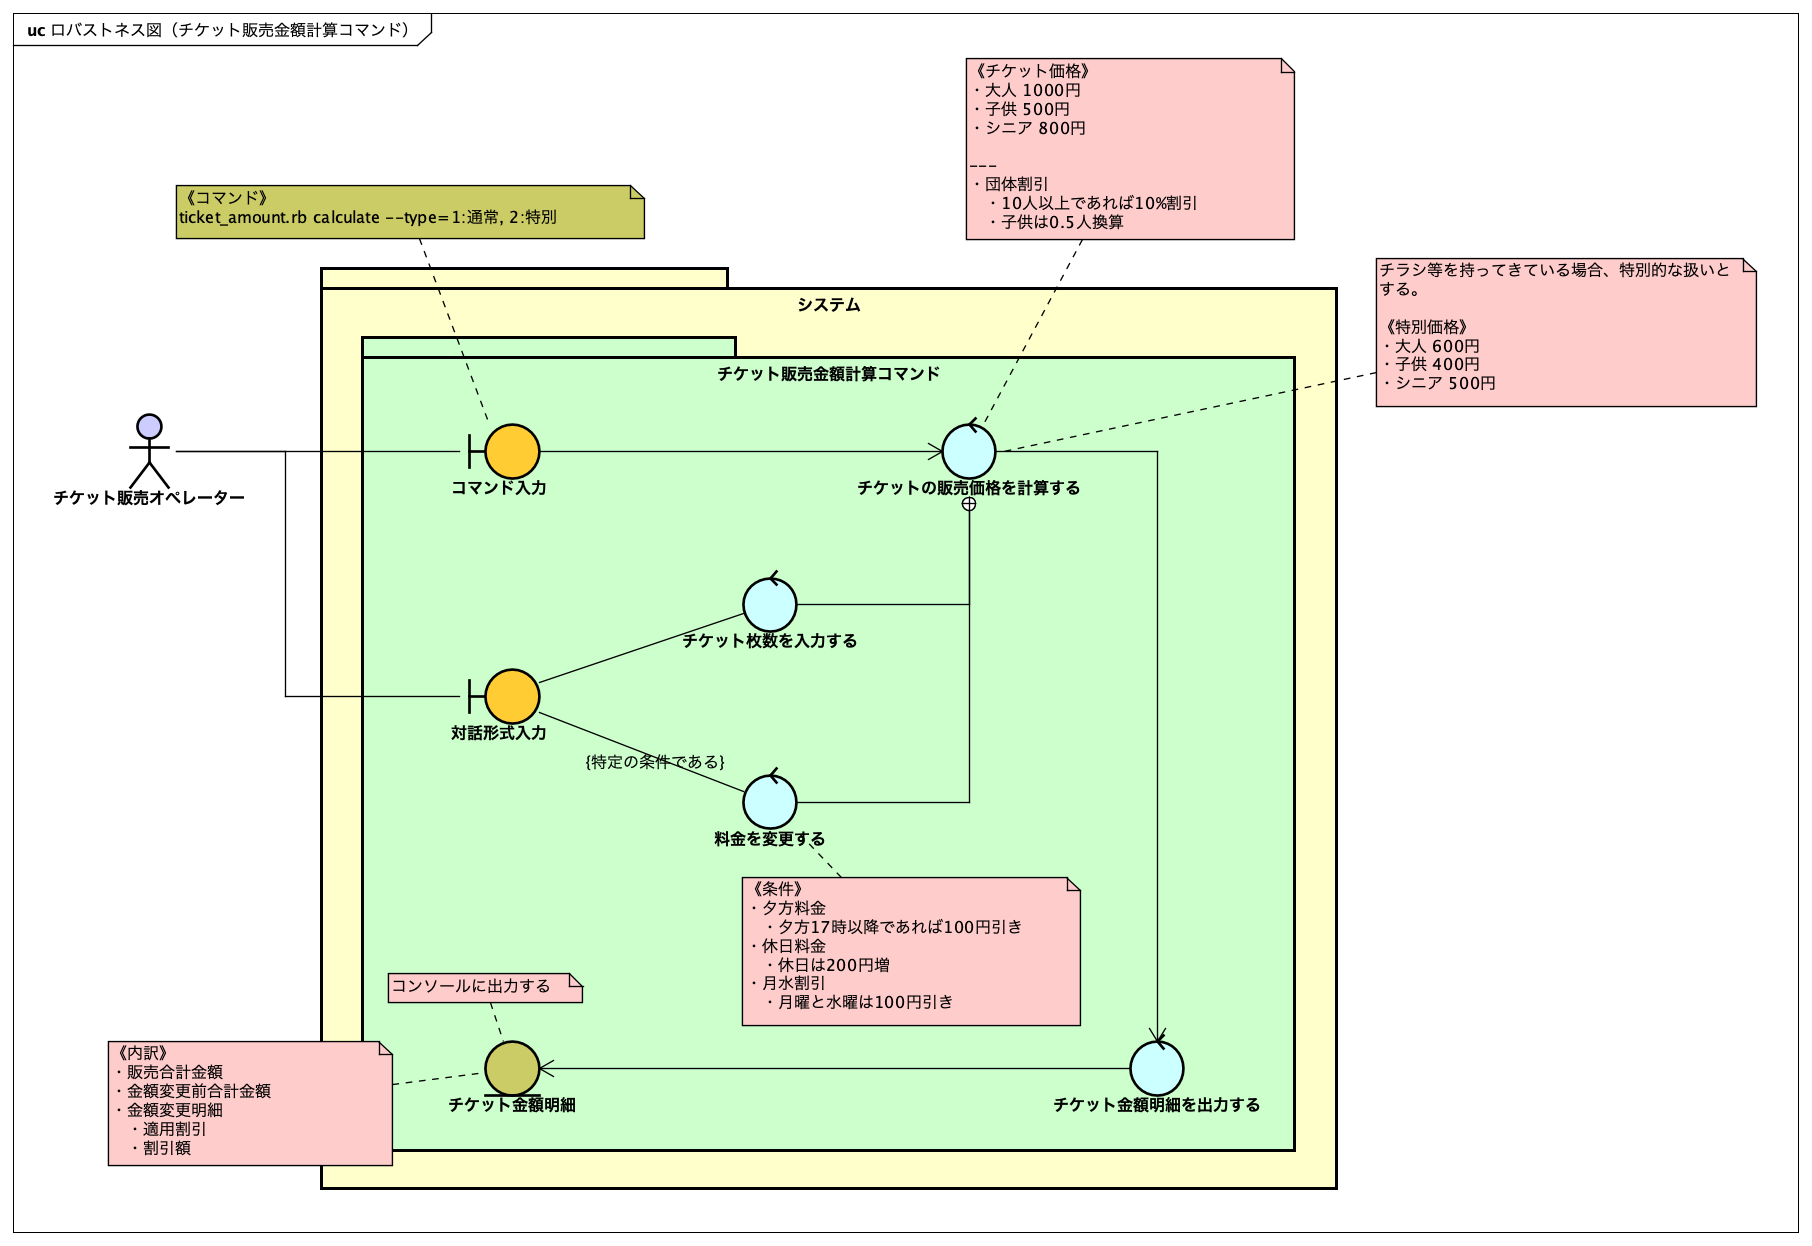 uc ロバストネス図（チケット販売金額計算コマンド）
《チケット価格》
・大人 1000円
・子供 500円
・シニア 800円
---
・団体割引
・10人以上であれば10%割引
・子供は0.5人換算
《コマンド》
ticket_amount.rb calculate --type=1:通常, 2:特別
チラシ等を持ってきている場合、特別的な扱いと
する。
《特別価格》
・大人 600円
・子供 400円
・シニア 500円
システム
チケット販売金額計算コマンド
チケット販売オペレーター
コマンド入力
チケットの販売価格を計算する
チケット枚数を入力する
対話形式入力
{特定の条件である}
料金を変更する
《条件》
・夕方料金
・夕方17時以降であれば100円引き
・休日料金
・休日は200円増
・月水割引
・月曜と水曜は100円引き
コンソールに出力する
《内訳》
・販売合計金額
・金額変更前合計金額
・金額変更明細
・適用割引
・割引額
チケット金額明細
チケット金額明細を出力する